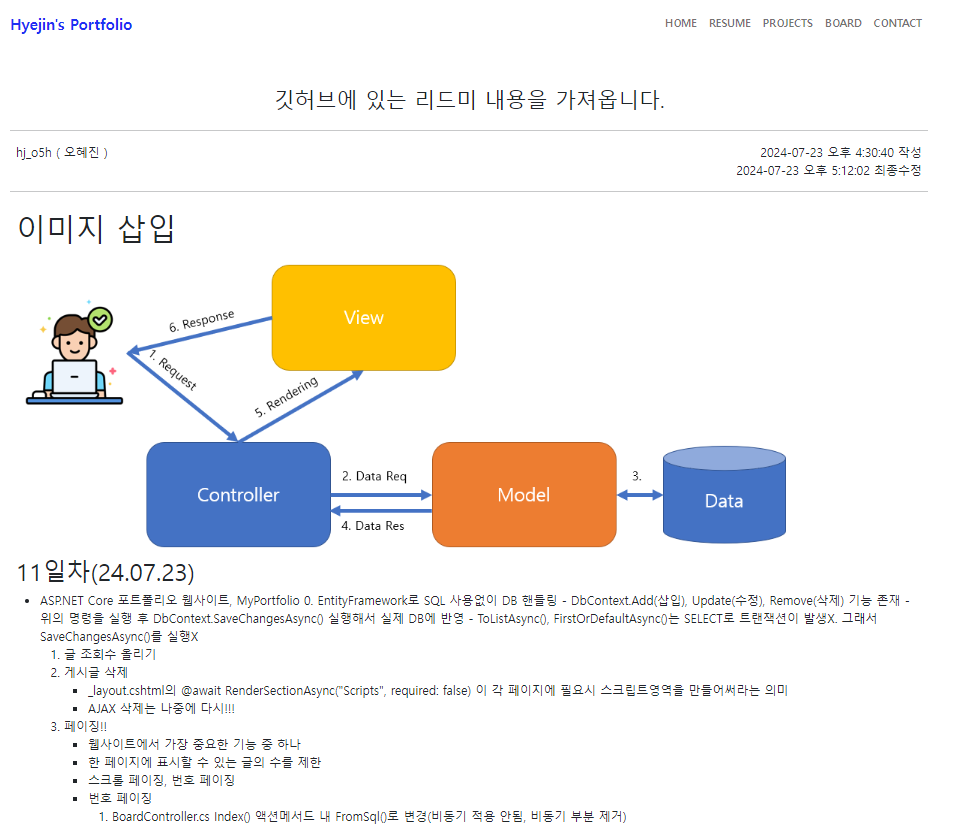 Hyejin's Portfolio
HOME RESUME PROJECTS BOARD CONTACT
깃허브에 있는 리드미 내용을 가져옵니다.
hj_o5h ( 오혜진 )
2024-07-23 오후 4:30:40 작성
2024-07-23 오후 5:12:02 최종수정
이미지 삽입
View
6. Response
1. Request
5. Rendering
Controller
2. Data Req
4. Data Res
Model
3.
Data
11일차(24.07.23)
• ASP.NET Core 포트폴리오 웹사이트, MyPortfolio 0. EntityFramework로 SQL 사용없이 DB 핸들링 - DbContext.Add(삽입), Update(수정), Remove(삭제) 기능 존재 -
위의 명령을 실행 후 DbContext.SaveChangesAsync() 실행해서 실제 DB에 반영 - ToListAsync(), FirstOrDefaultAsync()는 SELECT로 트랜잭션이 발생X. 그래서
SaveChangesAsync()를 실행X
1. 글 조회수 올리기
2. 게시글 삭제
▪ _layout.cshtml의 @await RenderSectionAsync("Scripts", required: false) 이 각 페이지에 필요시 스크립트영역을 만들어써라는 의미
▪ AJAX 삭제는 나중에 다시!!!
3. 페이징!!
▪ 웹사이트에서 가장 중요한 기능 중 하나
▪ 한 페이지에 표시할 수 있는 글의 수를 제한
▪ 스크롤 페이징, 번호 페이징
▪ 번호 페이징
1. BoardController.cs Index() 액션메서드 내 FromSql()로 변경(비동기 적용 안됨, 비동기 부분 제거)